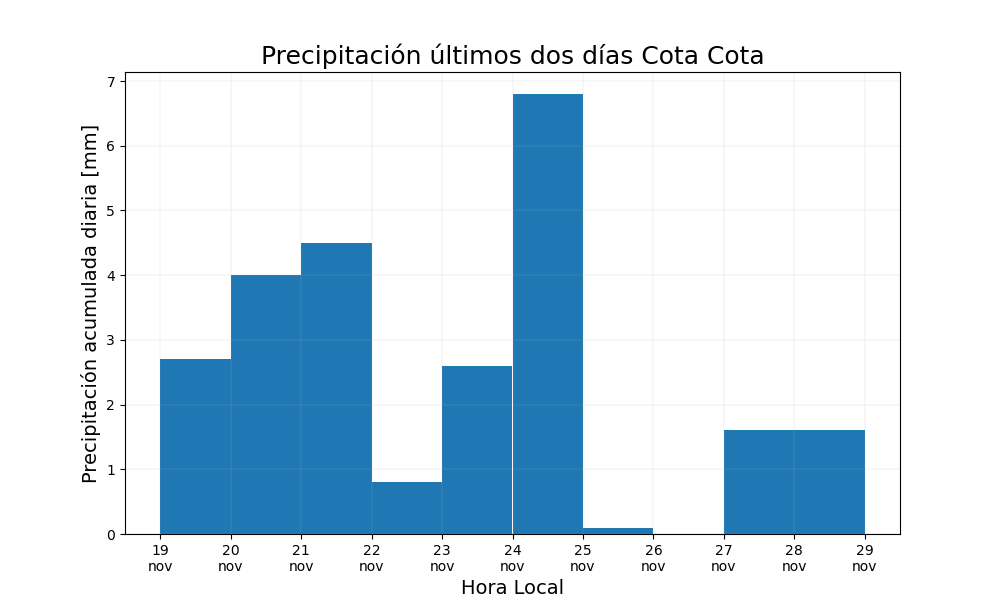 Precipitación últimos dos días Cota Cota
Precipitación acumulada diaria [mm]
7
6
5
4
3
2
1
0
19 20 21 22 23 24 25 26 27 28 29
nov nov nov nov nov nov nov nov nov nov nov
Hora Local